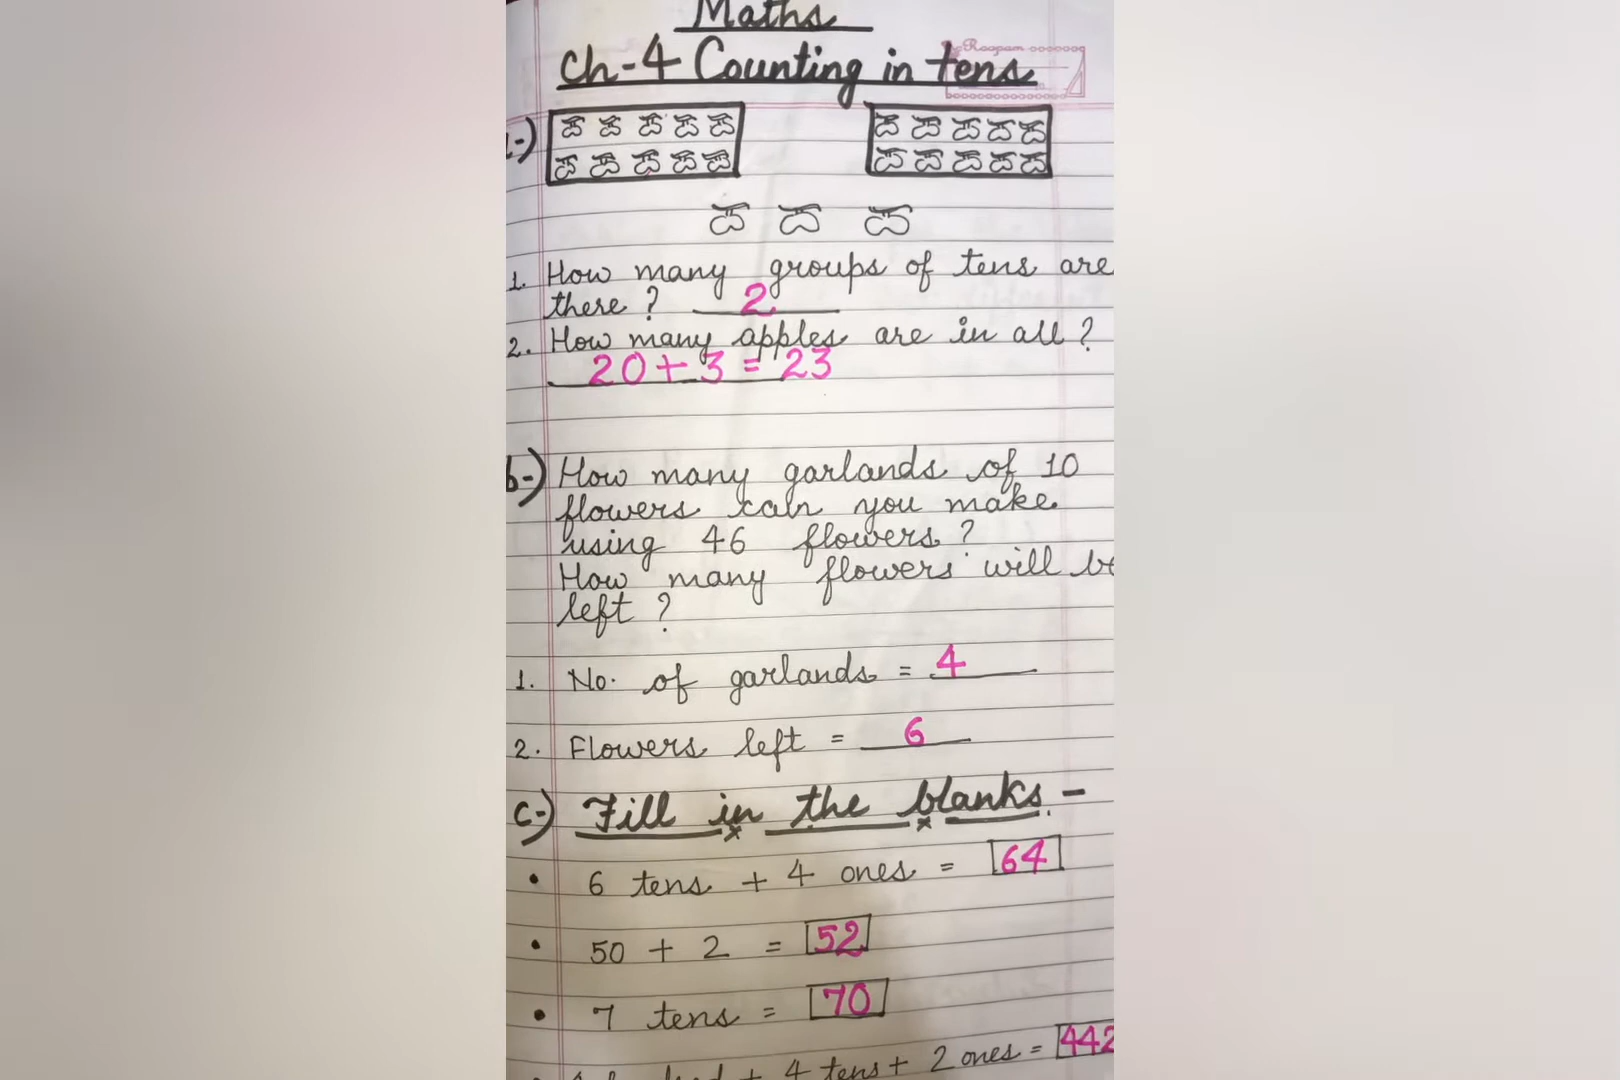 Maths
Ch-4 Counting in tens
Roopam
1. How many groups of tens are
there? 2
2. How many apples are in all?
20+3 = 23
b-) How many garlands of 10
flowers can you make
using 46 flowers?
How many flowers will be
left?
1. No. of garlands = 4
2. Flowers left = 6
c-) Fill in the blanks -
• 6 tens + 4 ones = 64
• 50 + 2 = 52
• 7 tens = 70
+ 4 tens + 2 ones = 442